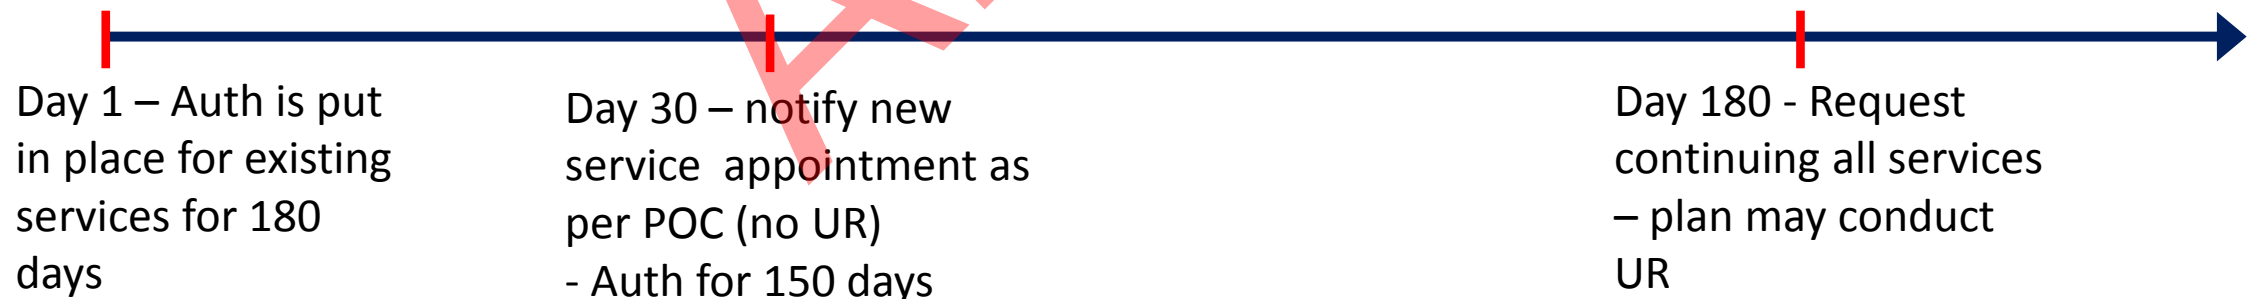 Day 1 – Auth is put
in place for existing
services for 180
days
Day 30 – notify new
service appointment as
per POC (no UR)
- Auth for 150 days
Day 180 - Request
continuing all services
– plan may conduct
UR